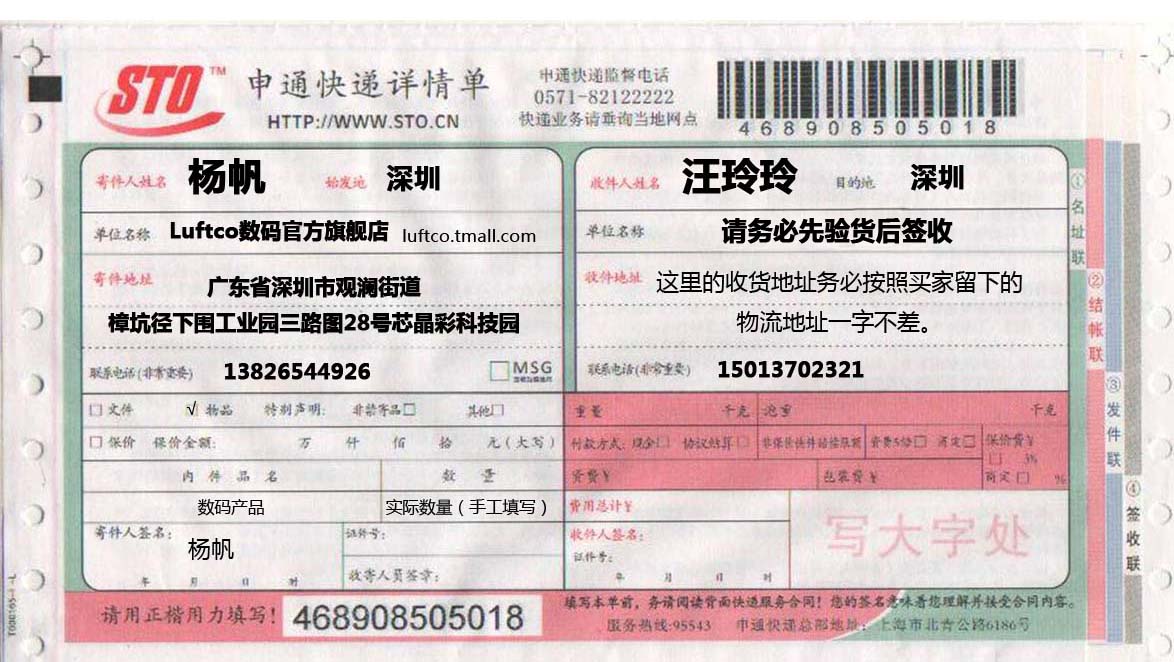 STO™ 申通快递详情单
HTTP://WWW.STO.CN
申通快递监督电话
0571-82122222
快递业务请垂询当地网点
468908505018
寄件人姓名 杨帆 始发地 深圳
单位名称 Luftco数码官方旗舰店 luftco.tmall.com
寄件地址 广东省深圳市观澜街道
樟坑径下围工业园三路图28号芯晶彩科技园
联系电话(非常重要) 13826544926 MSG
收件人姓名 汪玲玲 目的地 深圳
单位名称 请务必先验货后签收
收件地址 这里的收货地址务必按照买家留下的
物流地址一字不差。
联系电话(非常重要) 15013702321
□文件 √物品 特别声明: 非禁寄品□ 其他□
□保价 保价金额: 万 仟 佰 拾 元(大写)
内件品名 数量
数码产品 实际数量（手工填写）
寄件人签名: 杨帆 证件号:
年 月 日 时 收寄人员签章:
重量 千克 泡重 千克
付款方式: 现金□ 协议结算□ 非保价快件赔偿限额 资费5倍□ 商定□ 保价费¥
□ 3%
资费¥ 包装费¥ 商定□ %
费用总计¥
收件人签名:
证件号:
年 月 日 时
写大字处
①名址联
②结帐联
③发件联
④签收联
请用正楷用力填写! 468908505018
填写本单前，务请阅读背面快递服务合同! 您的签名意味着您理解并接受合同内容。
服务热线:95543 申通快递总部地址: 上海市北青公路6186号